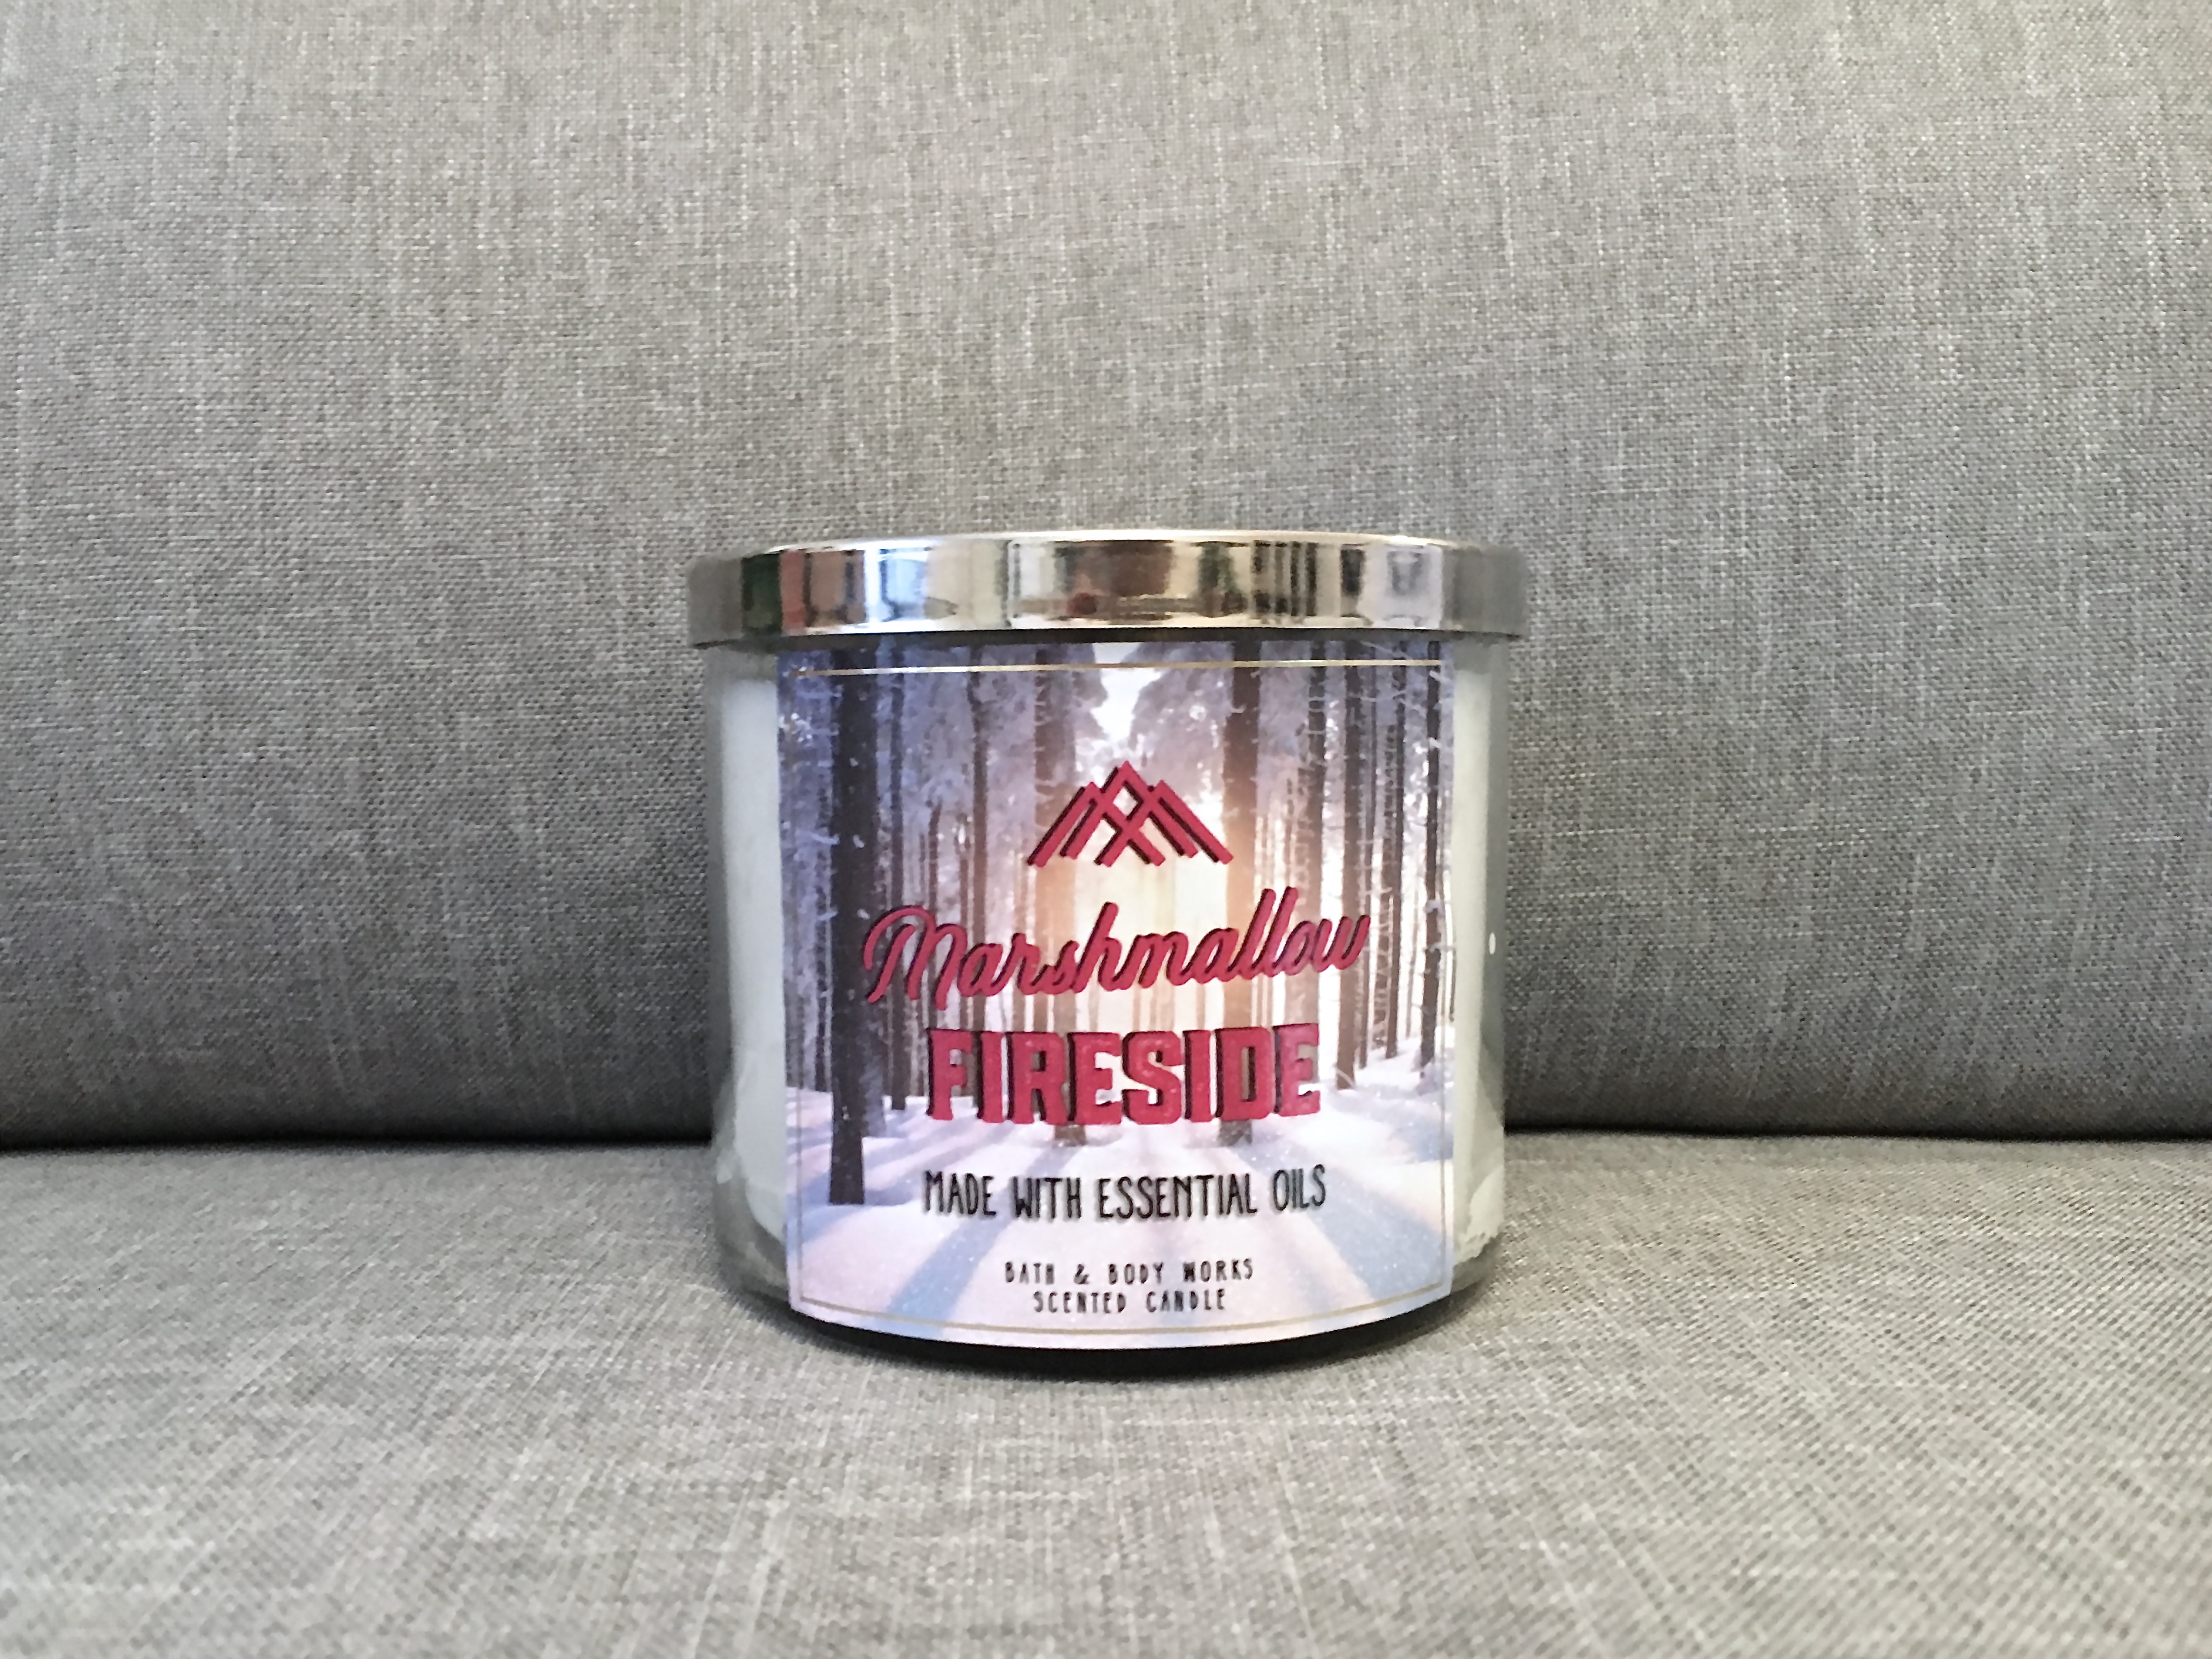 Marshmallow
FIRESIDE
MADE WITH ESSENTIAL OILS
BATH & BODY WORKS
SCENTED CANDLE